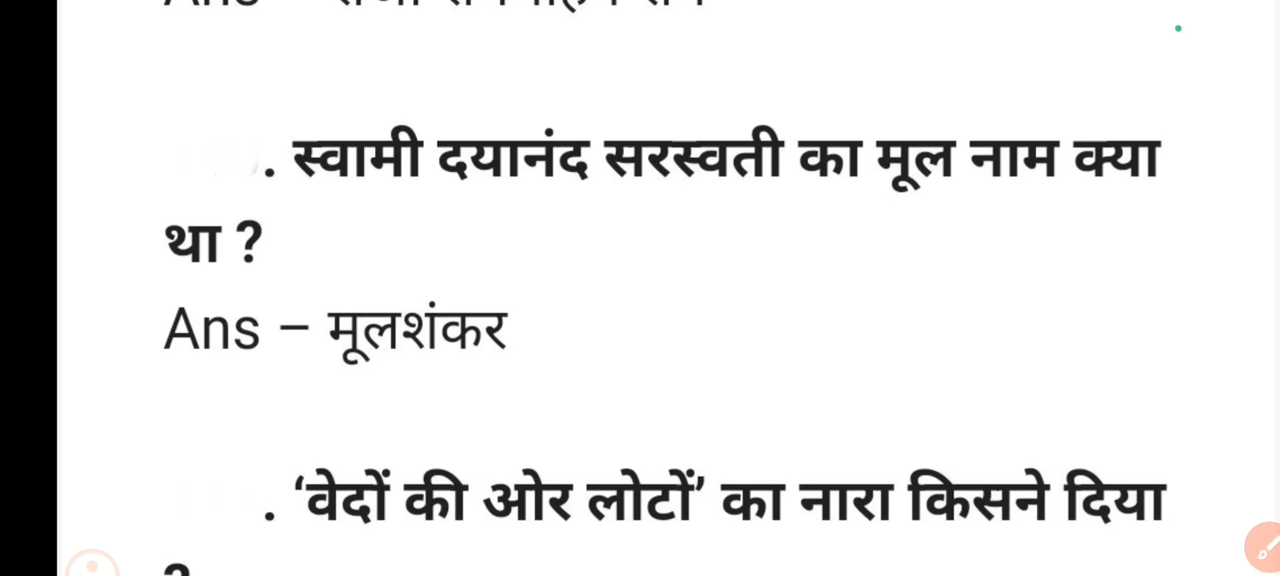 . स्वामी दयानंद सरस्वती का मूल नाम क्या
था ?
Ans – मूलशंकर
. ‘वेदों की ओर लोटों’ का नारा किसने दिया
?